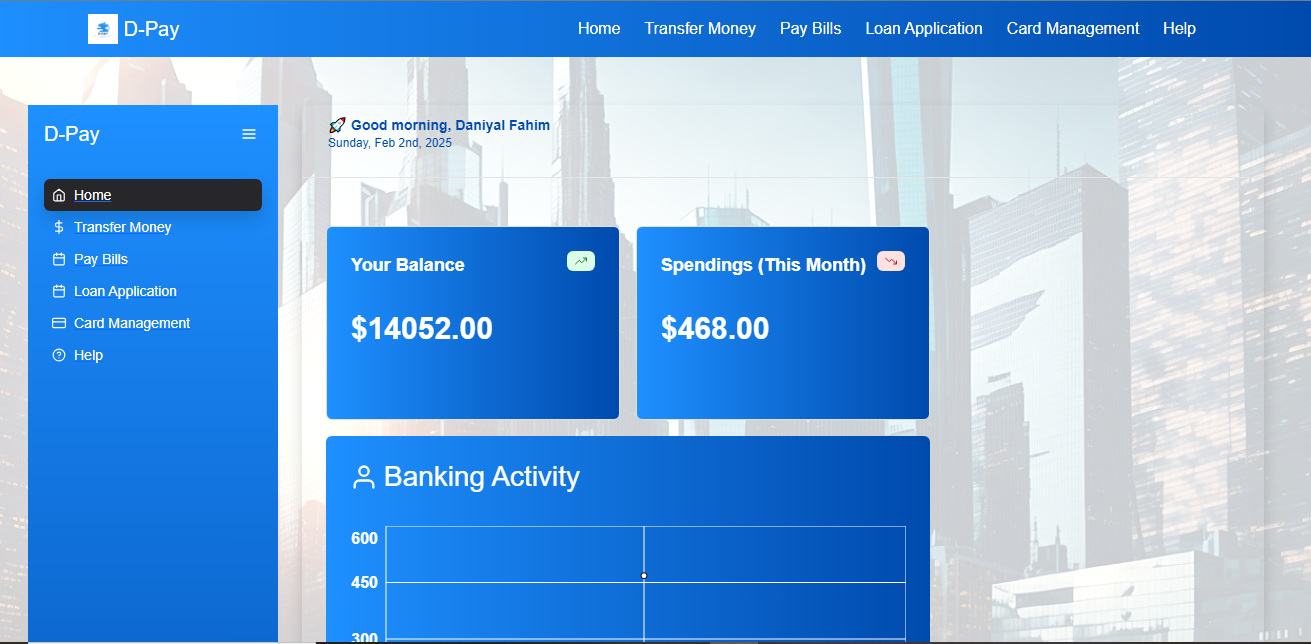 D-Pay
Home Transfer Money Pay Bills Loan Application Card Management Help
D-Pay
Home
Transfer Money
Pay Bills
Loan Application
Card Management
Help
Good morning, Daniyal Fahim
Sunday, Feb 2nd, 2025
Your Balance
$14052.00
Spendings (This Month)
$468.00
Banking Activity
600
450
300